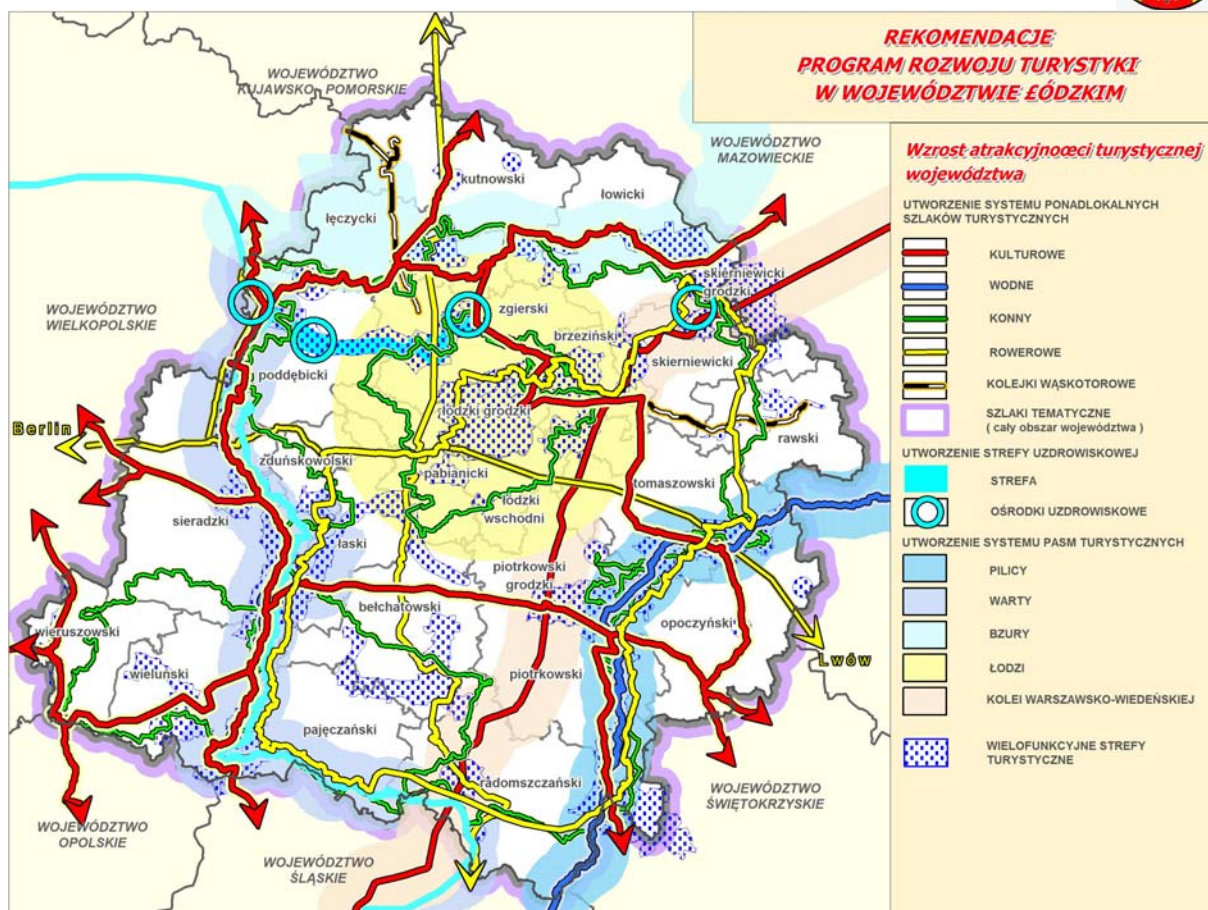 REKOMENDACJE
PROGRAM ROZWOJU TURYSTYKI
W WOJEWÓDZTWIE £ÓDZKIM
WOJEWÓDZTWO
KUJAWSKO_ POMORSKIE
WOJEWÓDZTWO
MAZOWIECKIE
kutnowski
łowicki
łęczycki
WOJEWÓDZTWO
WIELKOPOLSKIE
skierniewicki
grodzki
zgierski
brzeziński
skierniewicki
poddębicki
łódzki grodzki
rawski
Berlin
zduńskowolski
pabianicki
tomaszowski
łódzki
wschodni
sieradzki
łaski
piotrkowski
grodzki
bełchatowski
opoczyński
wieruszowski
Lwów
wieluński
piotrkowski
pajęczański
radomszczański
WOJEWÓDZTWO
ŚWIĘTOKRZYSKIE
WOJEWÓDZTWO
OPOLSKIE
WOJEWÓDZTWO
ŚLĄSKIE
Wzrost atrakcyjnoœci turystycznej
województwa
UTWORZENIE SYSTEMU PONADLOKALNYCH
SZLAKÓW TURYSTYCZNYCH
KULTUROWE
WODNE
KONNY
ROWEROWE
KOLEJKI WĄSKOTOROWE
SZLAKI TEMATYCZNE
( cały obszar województwa )
UTWORZENIE STREFY UZDROWISKOWEJ
STREFA
OŚRODKI UZDROWISKOWE
UTWORZENIE SYSTEMU PASM TURYSTYCZNYCH
PILICY
WARTY
BZURY
ŁODZI
KOLEI WARSZAWSKO-WIEDEŃSKIEJ
WIELOFUNKCYJNE STREFY
TURYSTYCZNE